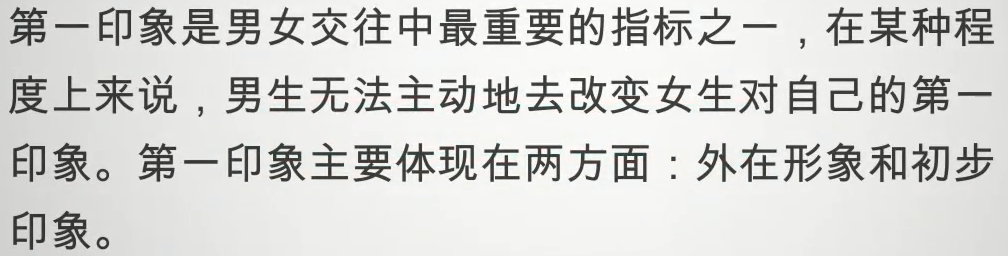 第一印象是男女交往中最重要的指标之一，在某种程
度上来说，男生无法主动地去改变女生对自己的第一
印象。第一印象主要体现在两方面：外在形象和初步
印象。